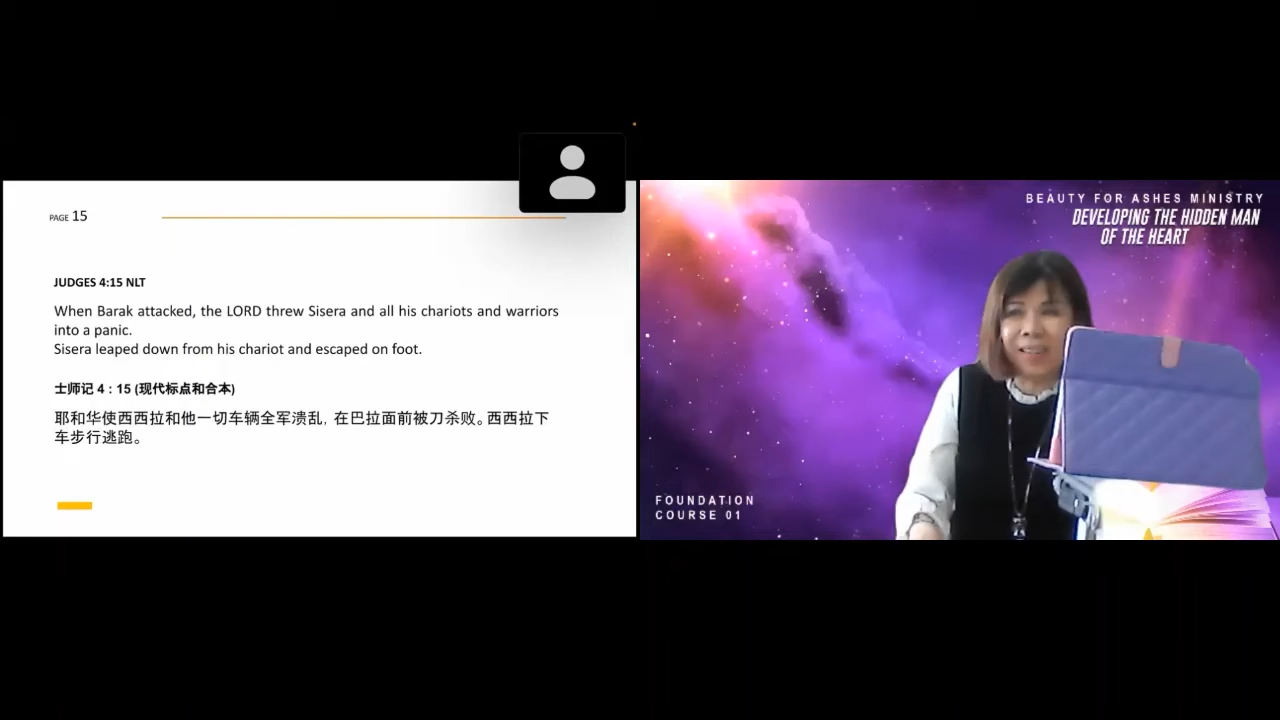 PAGE 15
JUDGES 4:15 NLT
When Barak attacked, the LORD threw Sisera and all his chariots and warriors
into a panic.
Sisera leaped down from his chariot and escaped on foot.
士师记 4 : 15 (现代标点和合本)
耶和华使西西拉和他一切车辆全军溃乱, 在巴拉面前被刀杀败。西西拉下
车步行逃跑。
BEAUTY FOR ASHES MINISTRY
DEVELOPING THE HIDDEN MAN
OF THE HEART
FOUNDATION
COURSE 01